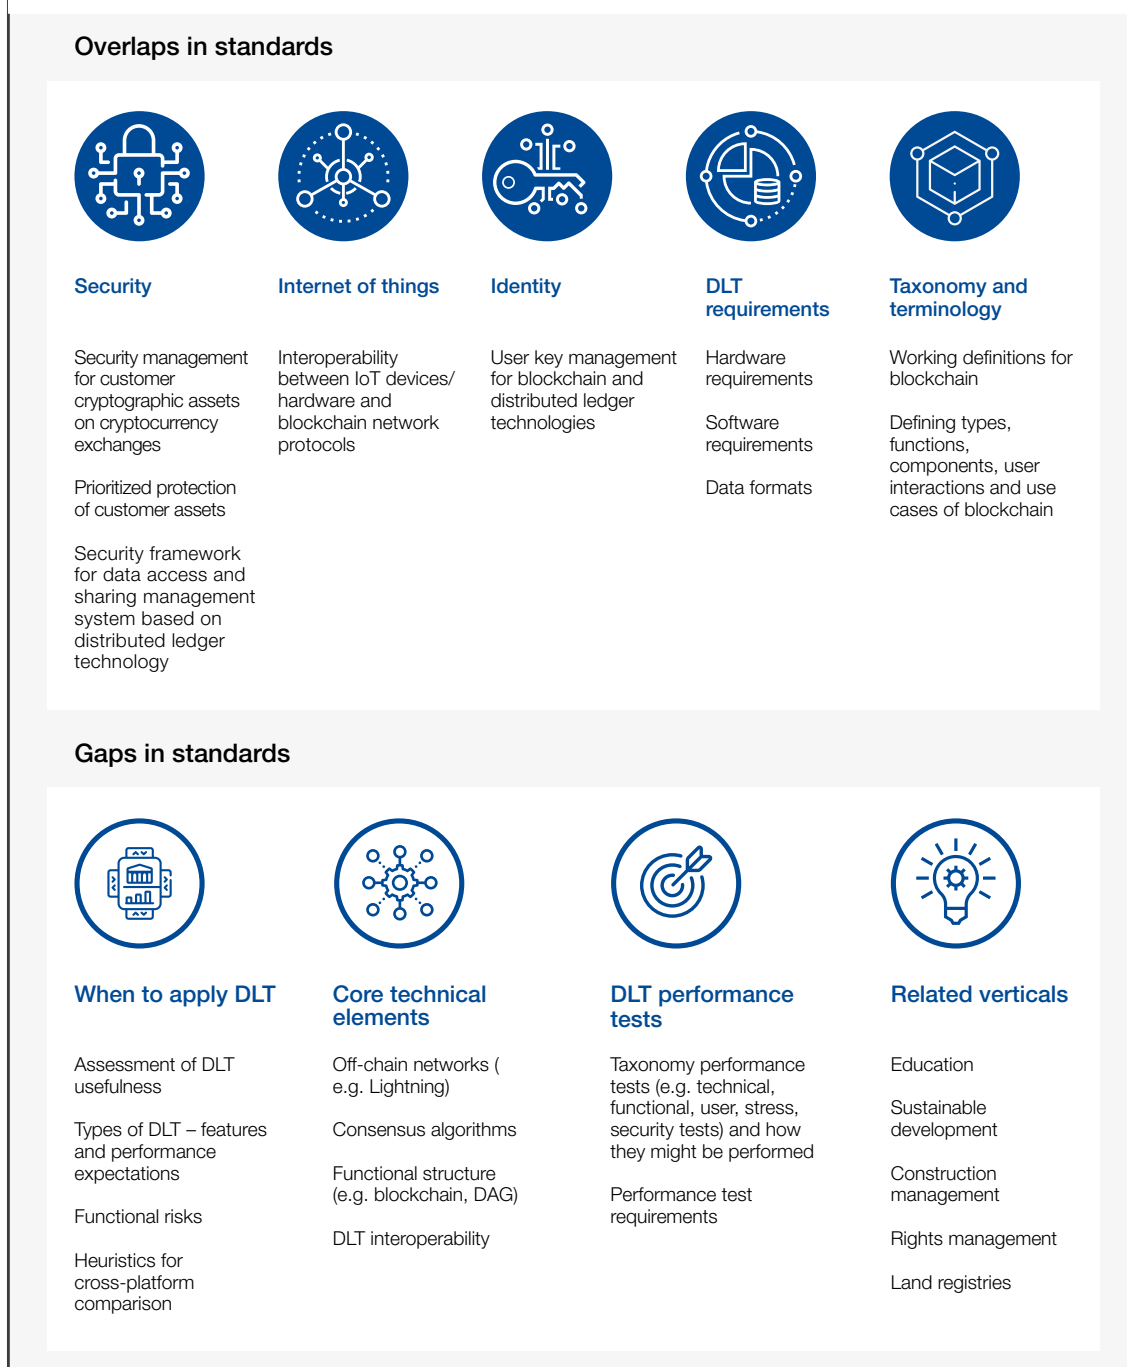 Overlaps in standards
Security
Security management
for customer
cryptographic assets
on cryptocurrency
exchanges
Prioritized protection
of customer assets
Security framework
for data access and
sharing management
system based on
distributed ledger
technology
Internet of things
Interoperability
between IoT devices/
hardware and
blockchain network
protocols
Identity
User key management
for blockchain and
distributed ledger
technologies
DLT
requirements
Hardware
requirements
Software
requirements
Data formats
Taxonomy and
terminology
Working definitions for
blockchain
Defining types,
functions,
components, user
interactions and use
cases of blockchain
Gaps in standards
When to apply DLT
Assessment of DLT
usefulness
Types of DLT – features
and performance
expectations
Functional risks
Heuristics for
cross-platform
comparison
Core technical
elements
Off-chain networks (
e.g. Lightning)
Consensus algorithms
Functional structure
(e.g. blockchain, DAG)
DLT interoperability
DLT performance
tests
Taxonomy performance
tests (e.g. technical,
functional, user, stress,
security tests) and how
they might be performed
Performance test
requirements
Related verticals
Education
Sustainable
development
Construction
management
Rights management
Land registries